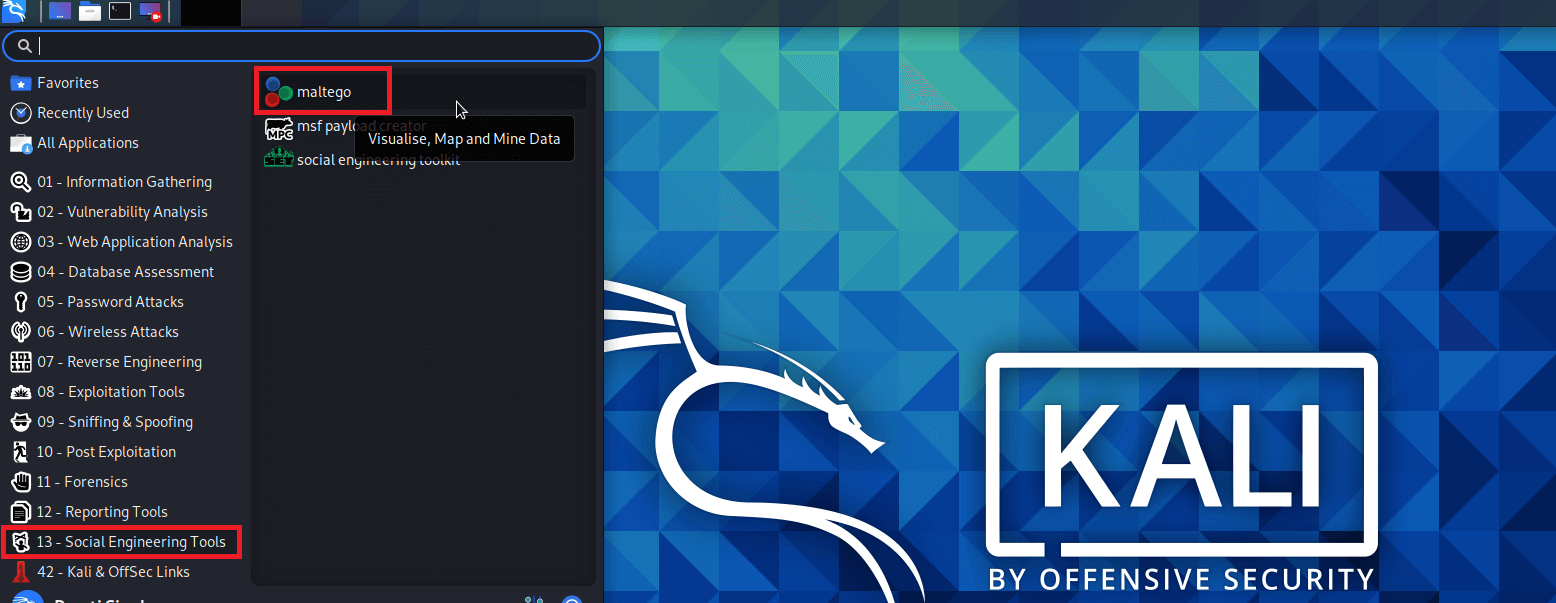 Favorites
Recently Used
All Applications
01 - Information Gathering
02 - Vulnerability Analysis
03 - Web Application Analysis
04 - Database Assessment
05 - Password Attacks
06 - Wireless Attacks
07 - Reverse Engineering
08 - Exploitation Tools
09 - Sniffing & Spoofing
10 - Post Exploitation
11 - Forensics
12 - Reporting Tools
13 - Social Engineering Tools
42 - Kali & OffSec Links
maltego
msf payload creator
Visualise, Map and Mine Data
social engineering toolkit
KALI
BY OFFENSIVE SECURITY